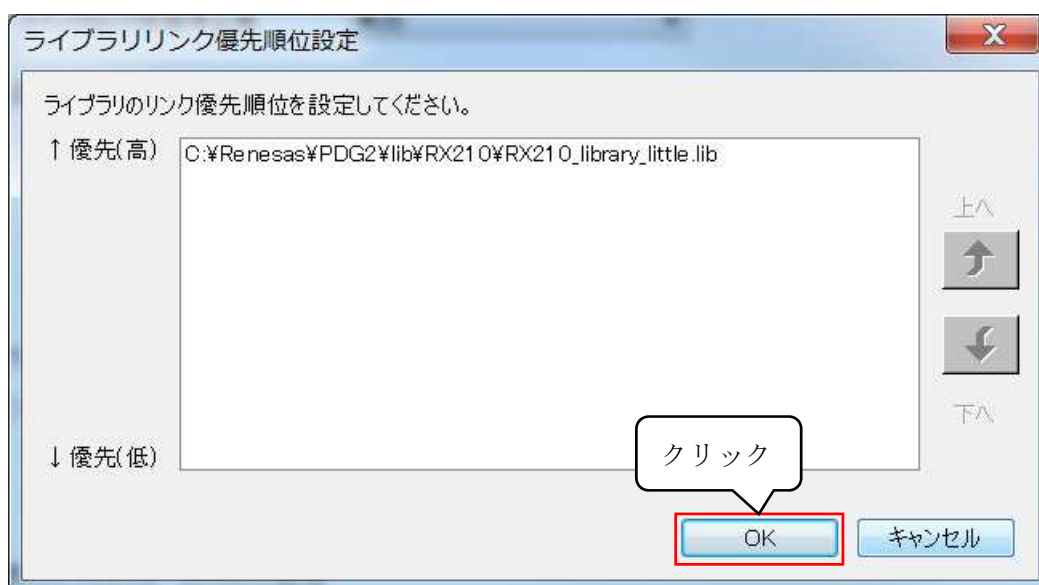 ライブラリリンク優先順位設定
ライブラリのリンク優先順位を設定してください。
↑優先(高)
C:¥Renesas¥PDG2¥lib¥RX210¥RX210_library_little.lib
上へ
下へ
↓優先(低)
クリック
OK
キャンセル